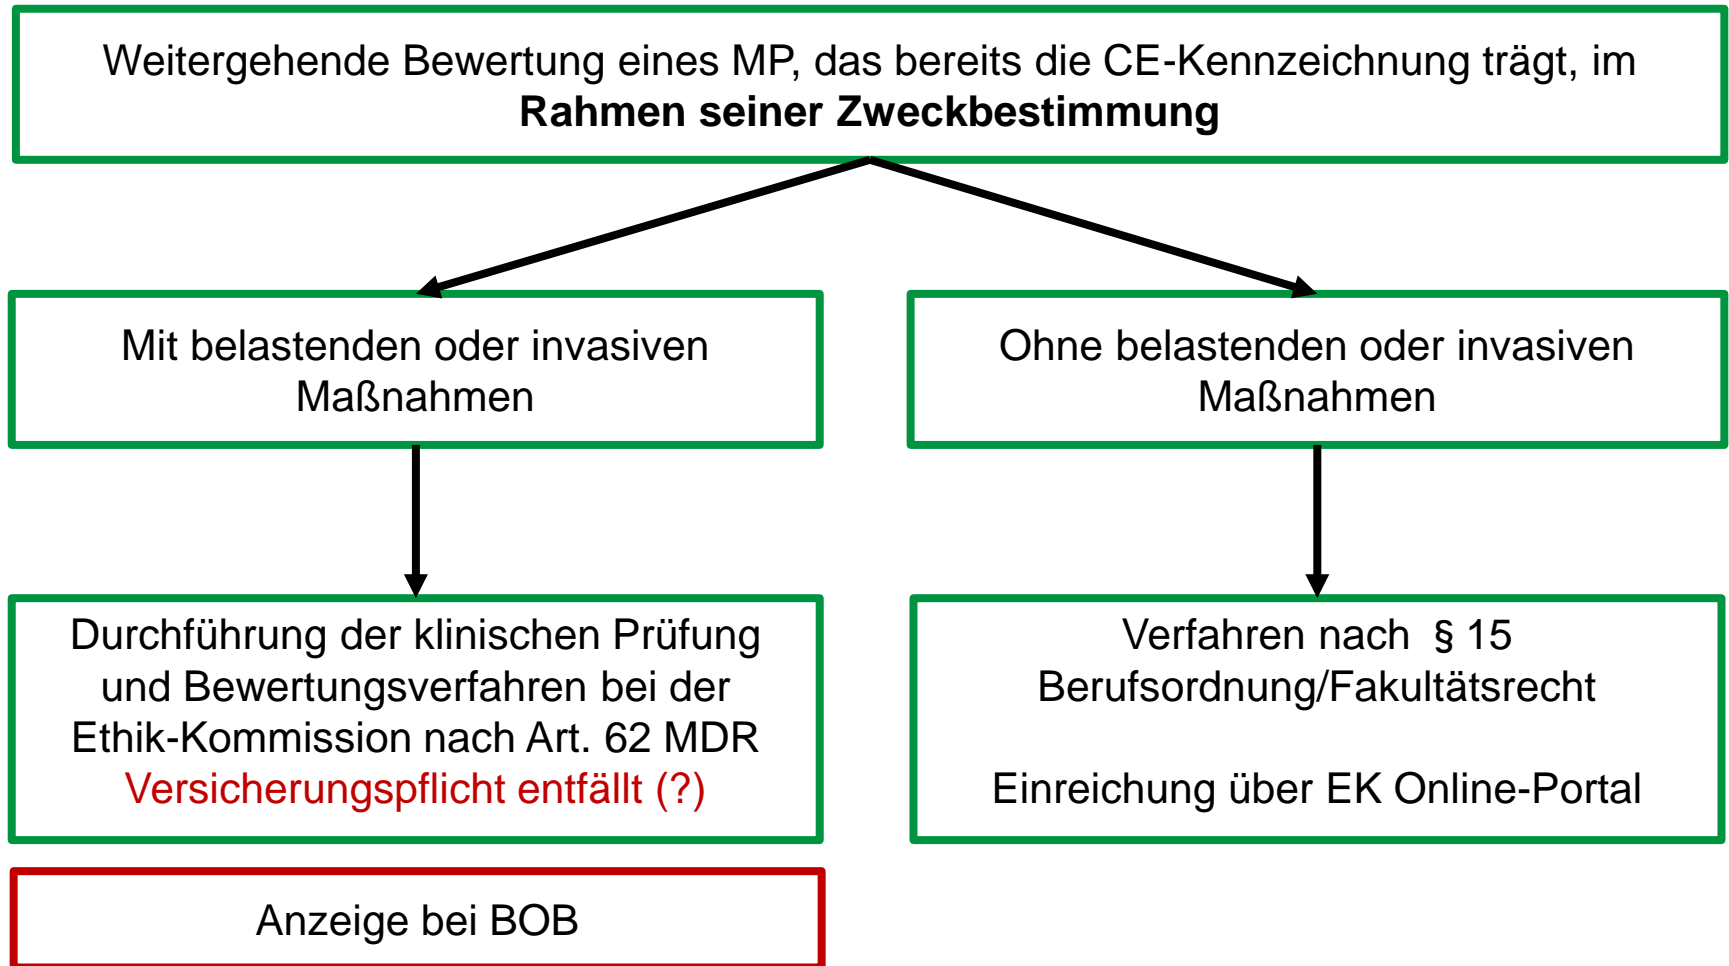 Weitergehende Bewertung eines MP, das bereits die CE-Kennzeichnung trägt, im
Rahmen seiner Zweckbestimmung
Mit belastenden oder invasiven
Maßnahmen
Ohne belastenden oder invasiven
Maßnahmen
Durchführung der klinischen Prüfung
und Bewertungsverfahren bei der
Ethik-Kommission nach Art. 62 MDR
Versicherungspflicht entfällt (?)
Verfahren nach § 15
Berufsordnung/Fakultätsrecht
Einreichung über EK Online-Portal
Anzeige bei BOB